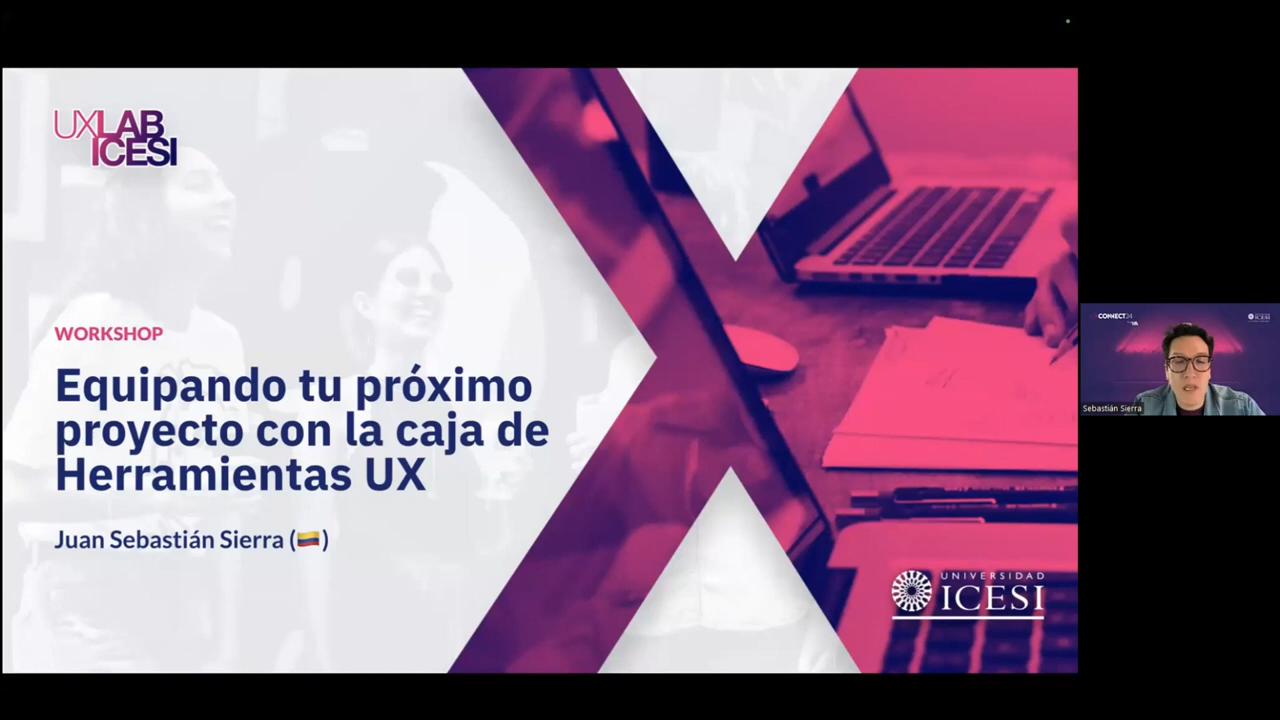 UXLAB
ICESI
WORKSHOP
Equipando tu próximo
proyecto con la caja de
Herramientas UX
Juan Sebastián Sierra (🇨🇴)
UNIVERSIDAD
ICESI
CONNECT24
ICESI
Sebastián Sierra